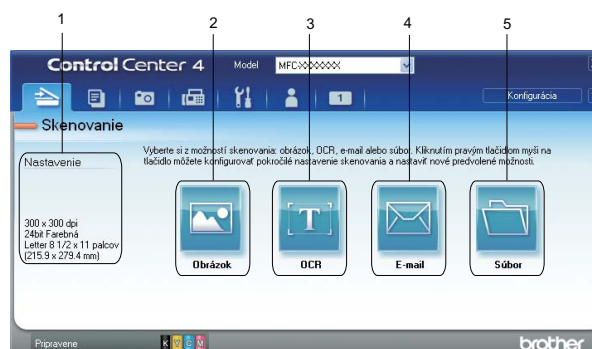 1 2 3 4 5
Control Center 4 Model MFC-XXXXXX
1 Konfigurácia
Skenovanie
Vyberte si z možností skenovania: obrázok, OCR, e-mail alebo súbor. Kliknutím pravým tlačidlom myši na
tlačidlo môžete konfigurovať pokročilé nastavenie skenovania a nastaviť nové predvolené možnosti.
Nastavenie
300 x 300 dpi
24bit Farebná
Letter 8 1/2 x 11 palcov
(215.9 x 279.4 mm)
T
Obrázok OCR E-mail Súbor
Pripravene K Y C M brother